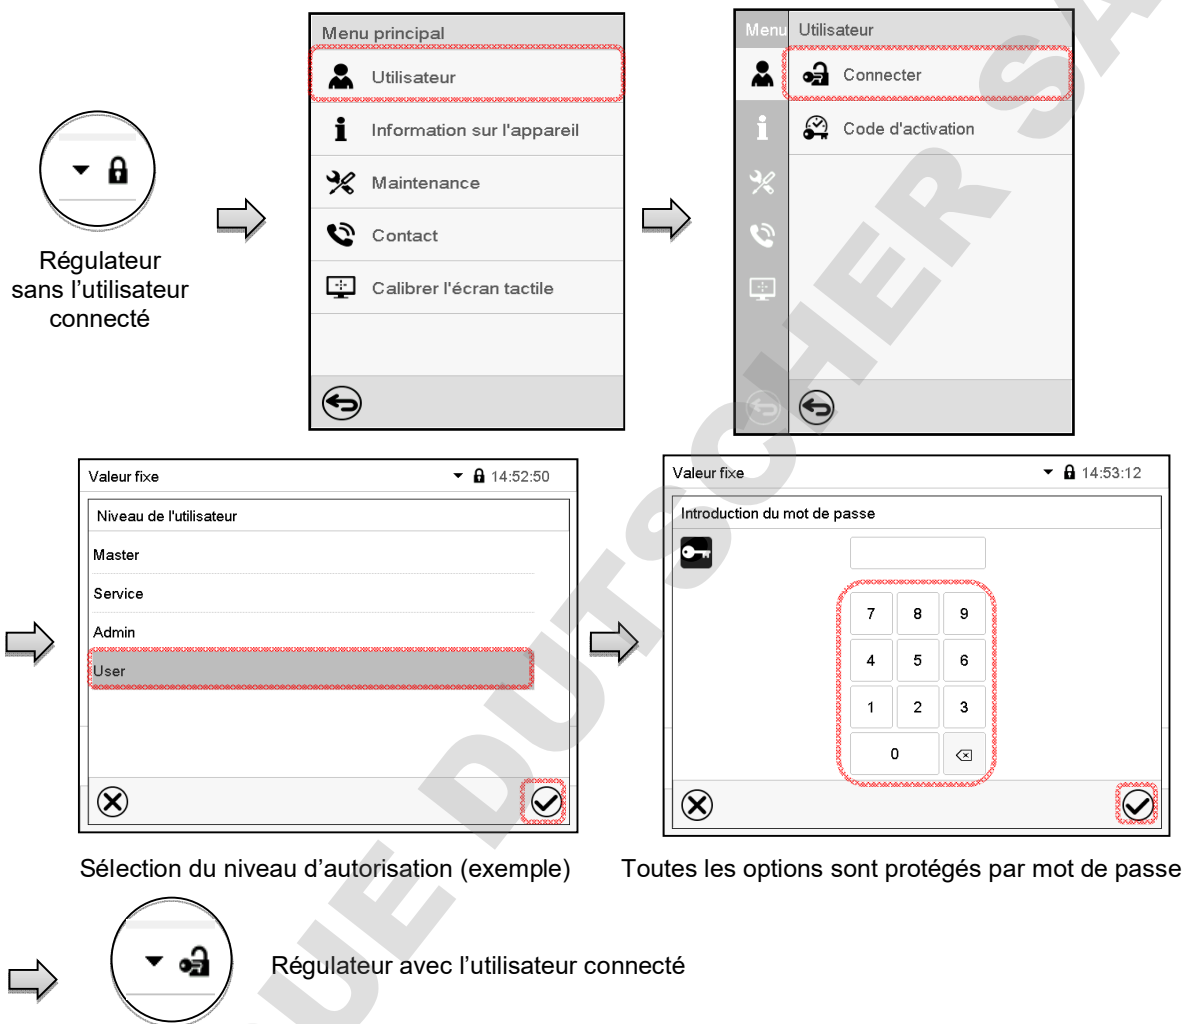 Menu principal
Utilisateur
Information sur l'appareil
Maintenance
Contact
Calibrer l'écran tactile
Menu
Utilisateur
Connecter
Code d'activation
Régulateur
sans l’utilisateur
connecté
Valeur fixe
14:52:50
Niveau de l'utilisateur
Master
Service
Admin
User
Valeur fixe
14:53:12
Introduction du mot de passe
7 8 9
4 5 6
1 2 3
0
Sélection du niveau d’autorisation (exemple)
Toutes les options sont protégés par mot de passe
Régulateur avec l’utilisateur connecté
UE DUTSCHER SA